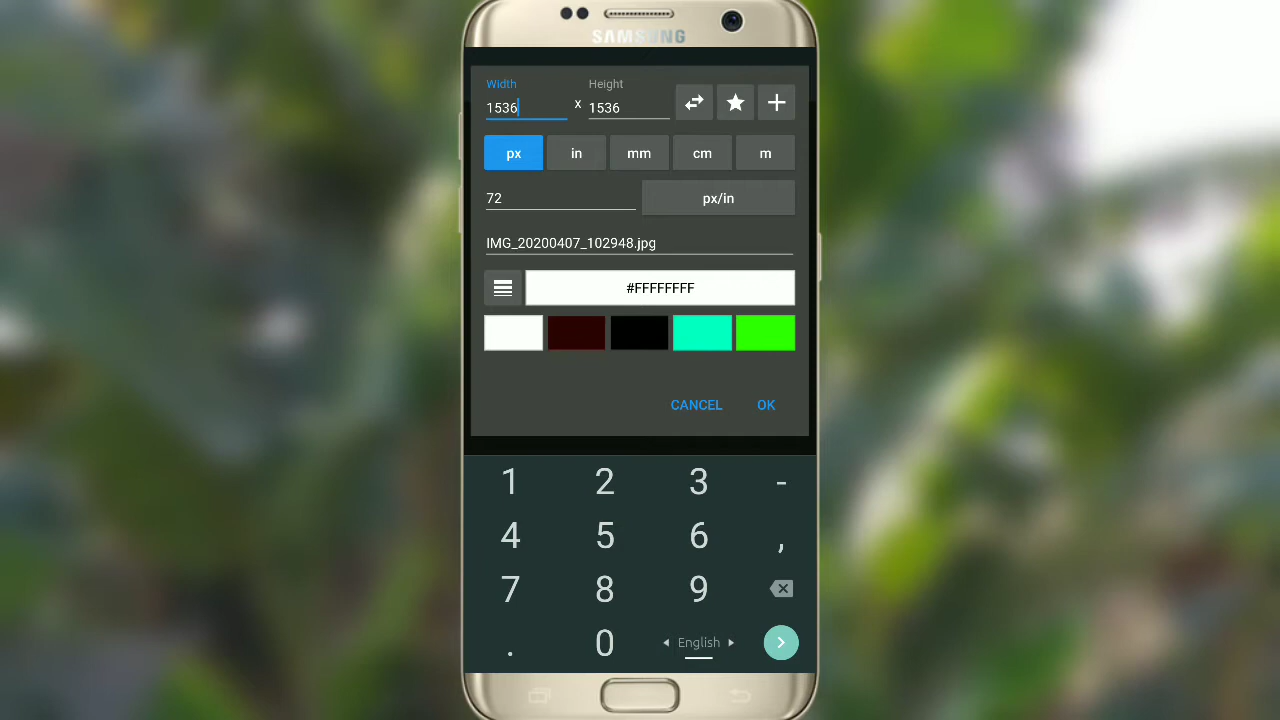 SAMSUNG
Width Height
1536 x 1536
px in mm cm m
72 px/in
IMG_20200407_102948.jpg
#FFFFFFFF
CANCEL OK
1 2 3 -
4 5 6 ,
7 8 9
. 0 English